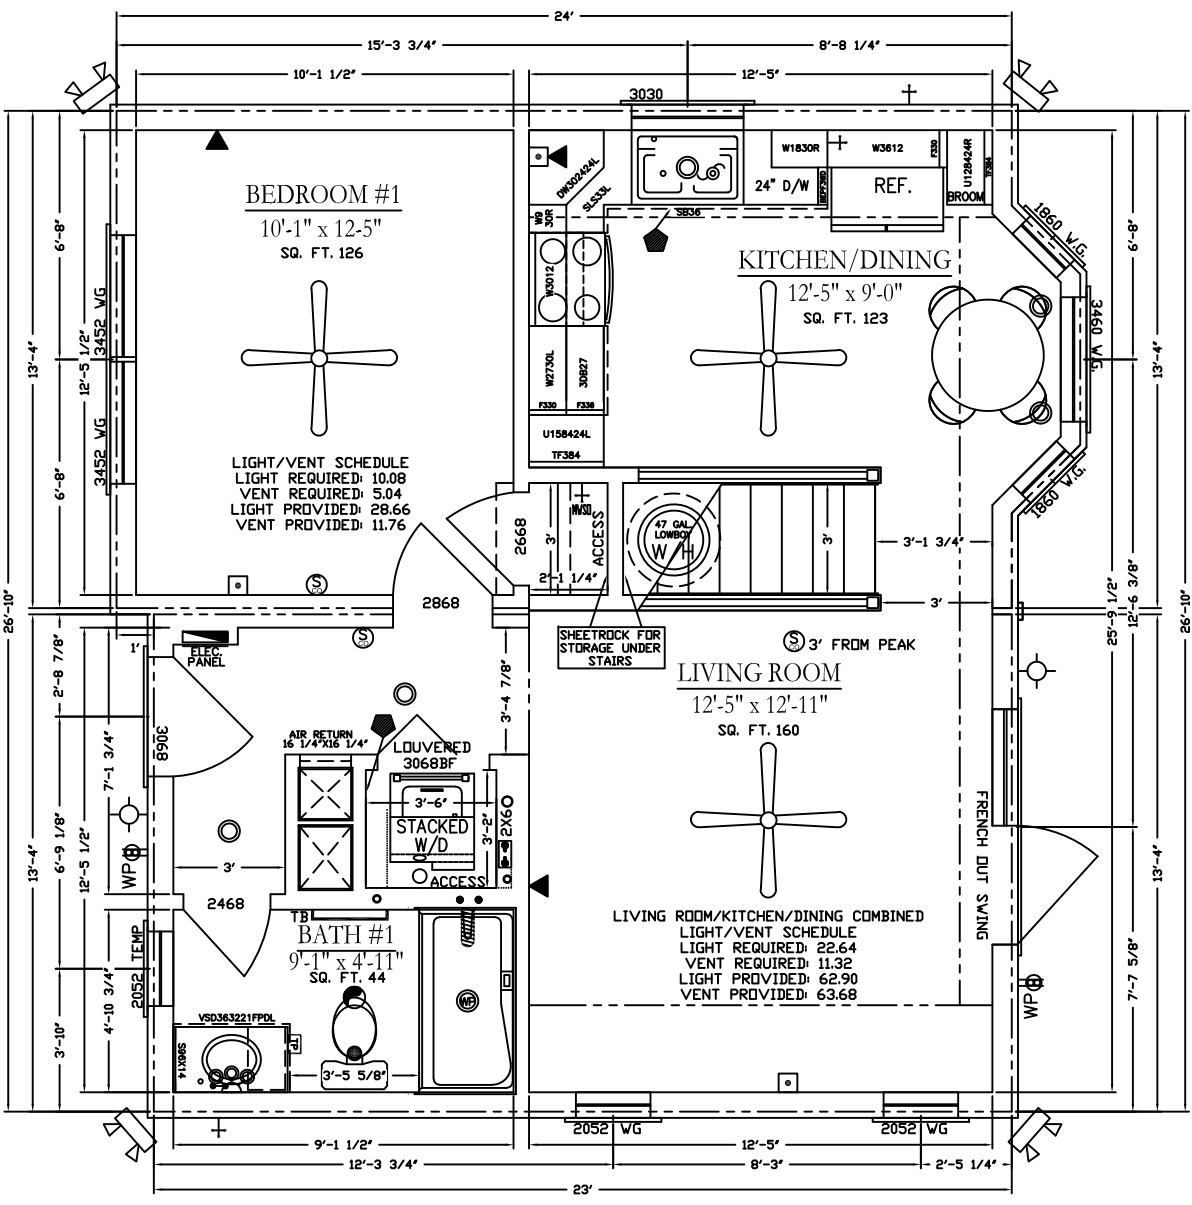 24'
15'-3 3/4"
8'-8 1/4"
10'-1 1/2"
12'-5"
3030
BEDROOM #1
10'-1" x 12'-5"
SQ. FT. 126
DW302424L
SLS33L
W9
30R
SB36
W1830R
24" D/W
REPF3WD
W3612
F330
REF.
U128424R
BROOM
TF384
1860 W.G.
KITCHEN/DINING
12'-5" x 9'-0"
SQ. FT. 123
3460 W.G.
1860 W.G.
W3012
W2730L
3DB27
F330
F336
U158424L
TF384
6'-8"
13'-4"
12'-5 1/2"
3452 WG
3452 WG
6'-8"
26'-10"
6'-8"
13'-4"
LIGHT/VENT SCHEDULE
LIGHT REQUIRED: 10.08
VENT REQUIRED: 5.04
LIGHT PROVIDED: 28.66
VENT PROVIDED: 11.76
2668
3'
MVSD
ACCESS
2'-1 1/4"
47 GAL.
LOWBOY
W/H
3'
3'-1 3/4"
3'
S
CO
2868
25'-9 1/2"
12'-6 3/8"
26'-10"
SHEETROCK FOR
STORAGE UNDER
STAIRS
S
CO
3' FROM PEAK
LIVING ROOM
12'-5" x 12'-11"
SQ. FT. 160
1'
ELEC.
PANEL
S
CO
2'-8 7/8"
3'-4 7/8"
3068
AIR RETURN
16 1/4"X16 1/4"
LOUVERED
3068BF
7'-1 3/4"
3'-6"
STACKED
W/D
3'-2"
2X6
ACCESS
6'-9 1/8"
12'-5 1/2"
13'-4"
WP
3'
2468
TB
BATH #1
9'-1" x 4'-11"
SQ. FT. 44
2052 TEMP
4'-10 3/4"
3'-10"
VSD363221FPDL
S96X14
TP
3'-5 5/8"
WP
FRENCH OUT SWING
LIVING ROOM/KITCHEN/DINING COMBINED
LIGHT/VENT SCHEDULE
LIGHT REQUIRED: 22.64
VENT REQUIRED: 11.32
LIGHT PROVIDED: 62.90
VENT PROVIDED: 63.68
WP
7'-7 5/8"
13'-4"
2052 WG
2052 WG
9'-1 1/2"
12'-5"
12'-3 3/4"
8'-3"
2'-5 1/4"
23'